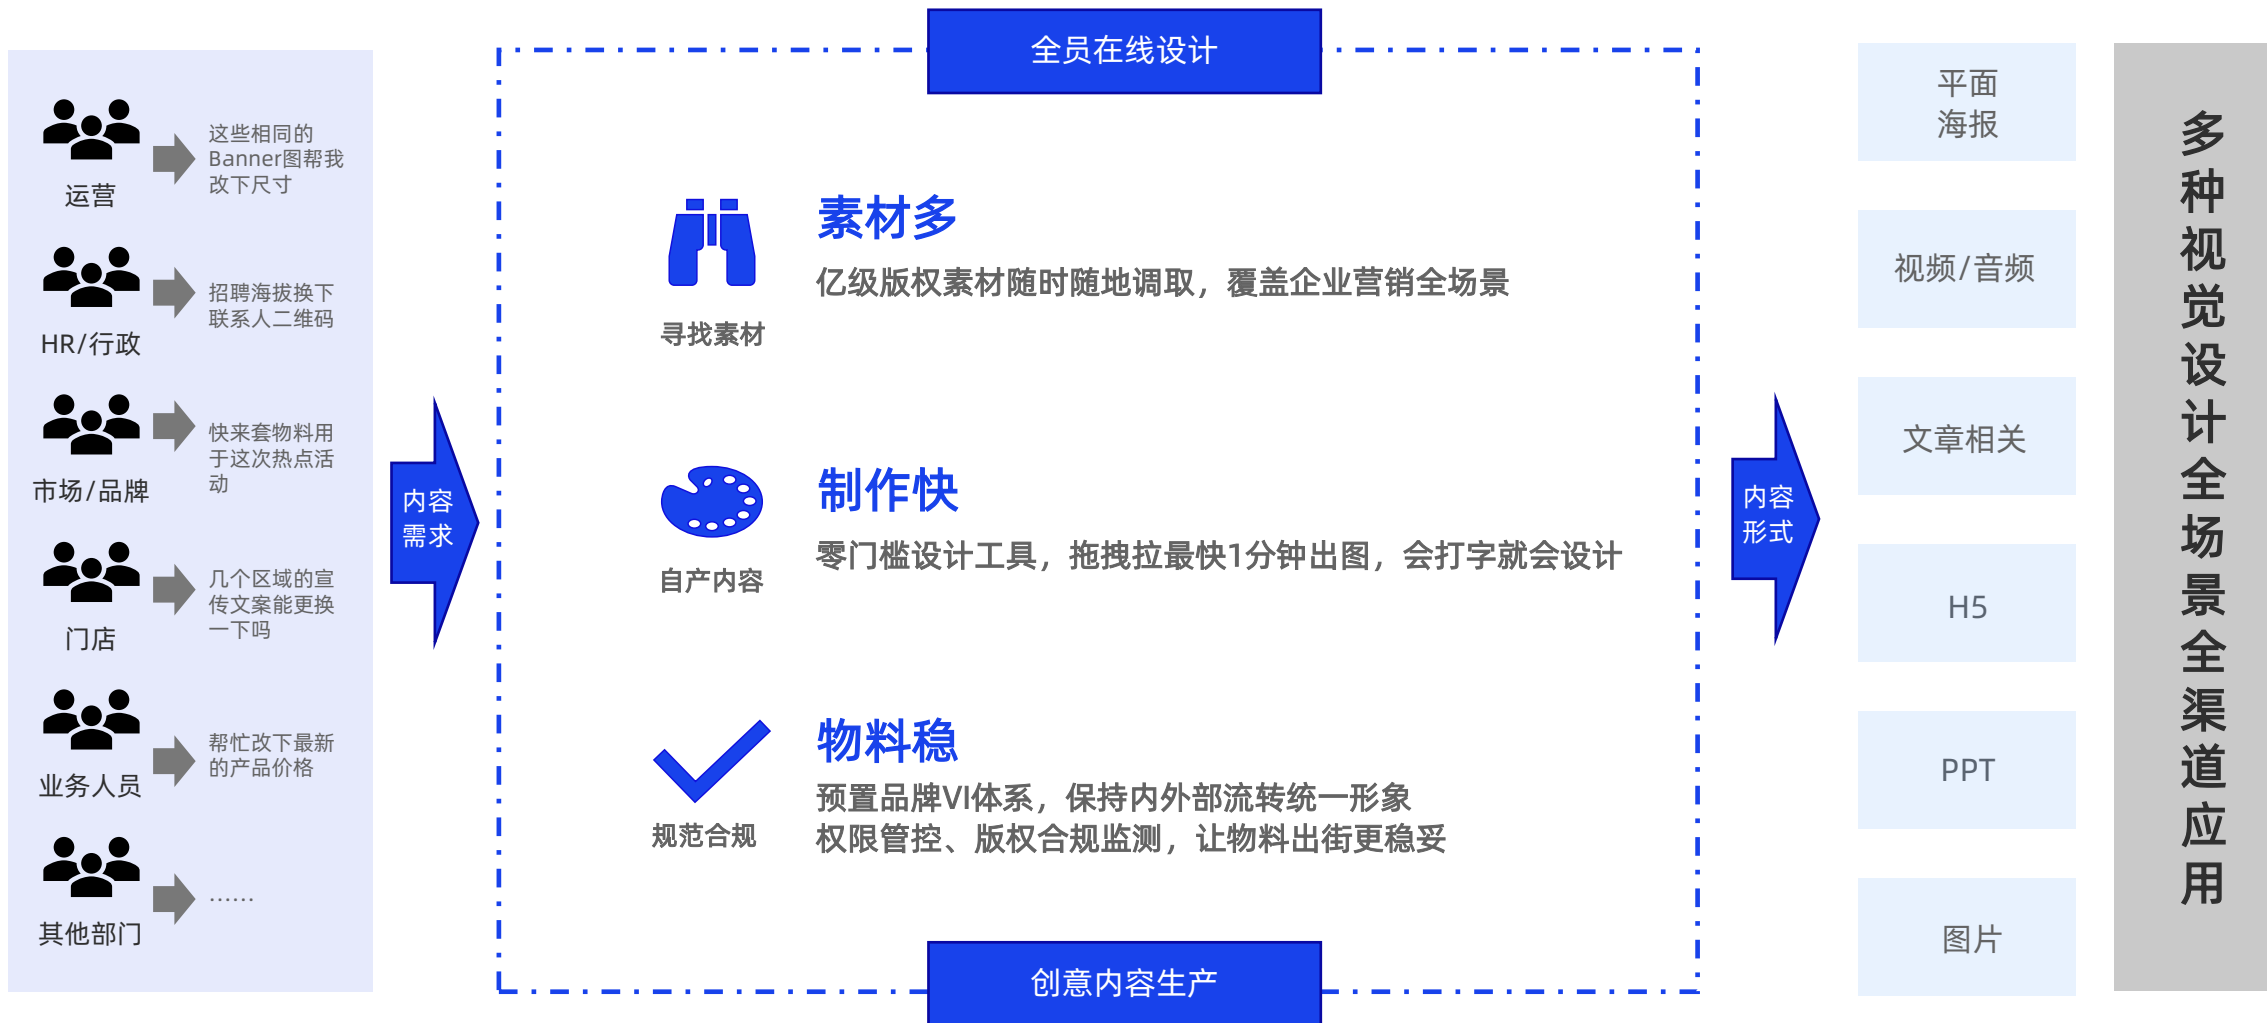 运营
这些相同的
Banner图帮我
改下尺寸
HR/行政
招聘海拔换下
联系人二维码
市场/品牌
快来套物料用
于这次热点活
动
门店
几个区域的宣
传文案能更换
一下吗
业务人员
帮忙改下最新
的产品价格
其他部门
……
内容
需求
全员在线设计
寻找素材
素材多
亿级版权素材随时随地调取，覆盖企业营销全场景
自产内容
制作快
零门槛设计工具，拖拽拉最快1分钟出图，会打字就会设计
规范合规
物料稳
预置品牌VI体系，保持内外部流转统一形象
权限管控、版权合规监测，让物料出街更稳妥
创意内容生产
内容
形式
平面
海报
视频/音频
文章相关
H5
PPT
图片
多种视觉设计全场景全渠道应用